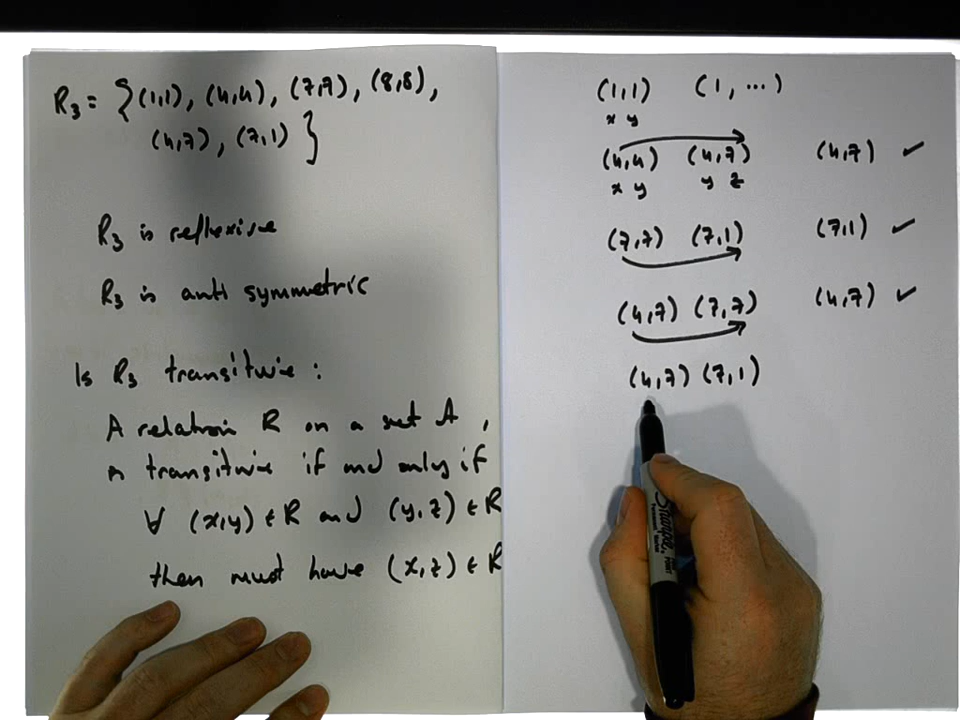 R₃ = {(1,1), (4,4), (7,7), (8,8),
(4,7), (7,1)}
R₃ is reflexive
R₃ is anti symmetric
Is R₃ transitive :
A relation R on a set A ,
is transitive if and only if
∀ (x,y) ∈ R and (y,z) ∈ R
then must have (x,z) ∈ R
(1,1) (1, ...)
x y
(4,4) (4,7) (4,7) ✓
x y y z
(7,7) (7,1) (7,1) ✓
(4,7) (7,7) (4,7) ✓
(4,7) (7,1)
Sharpie